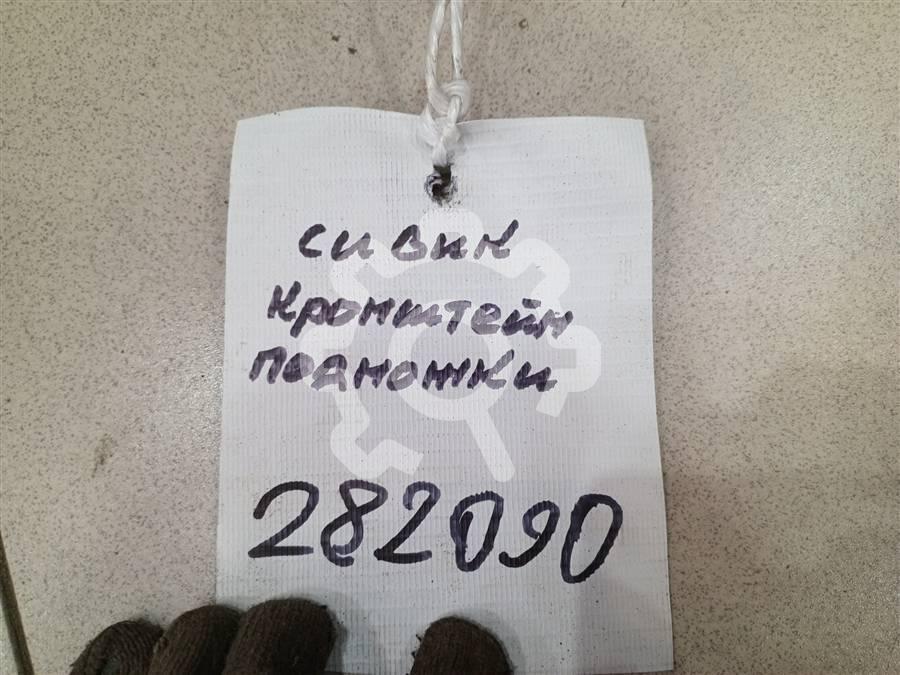 Сивик
Кронштейн
подножки
282090